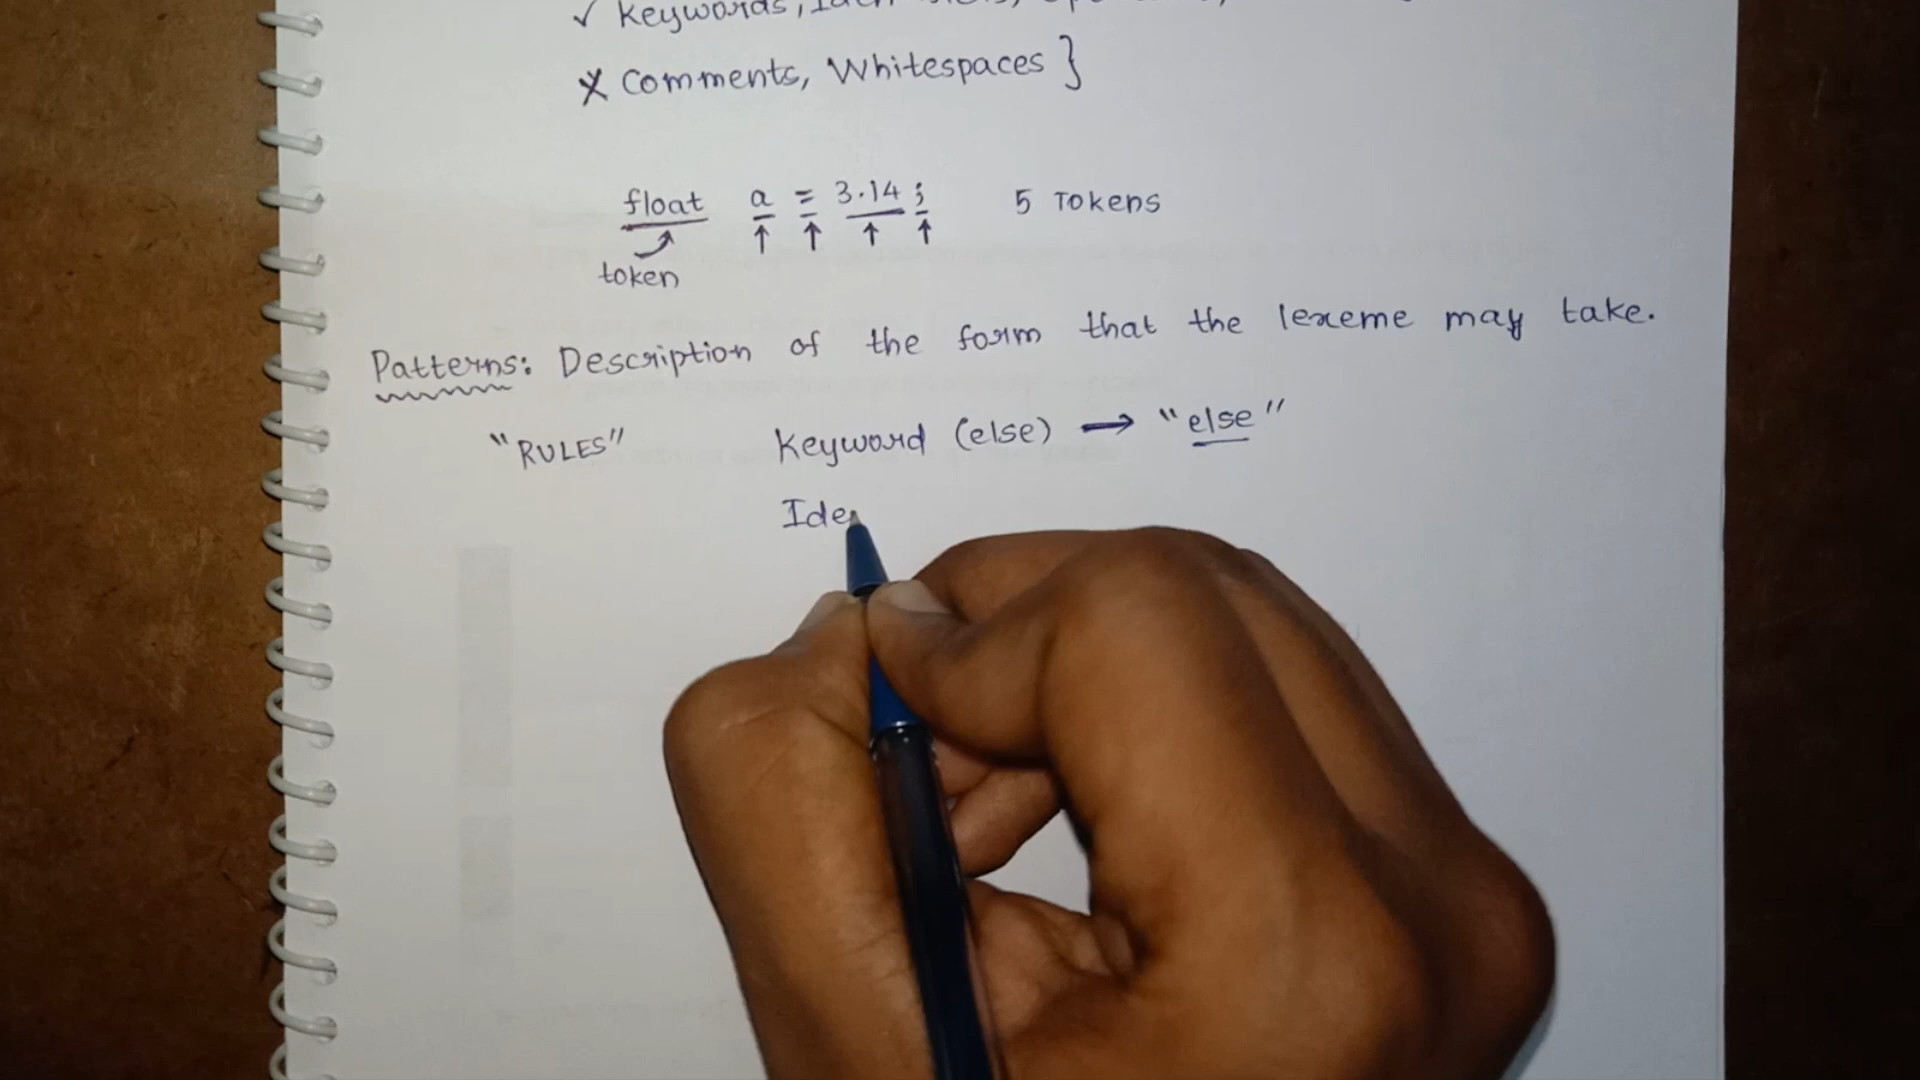 ✓ Keywords,
✗ Comments, Whitespaces }
float a = 3.14 ; 5 Tokens
↑ ↑ ↑ ↑
token
Patterns: Description of the form that the lexeme may take.
"RULES" Keyword (else) → "else"
Ide